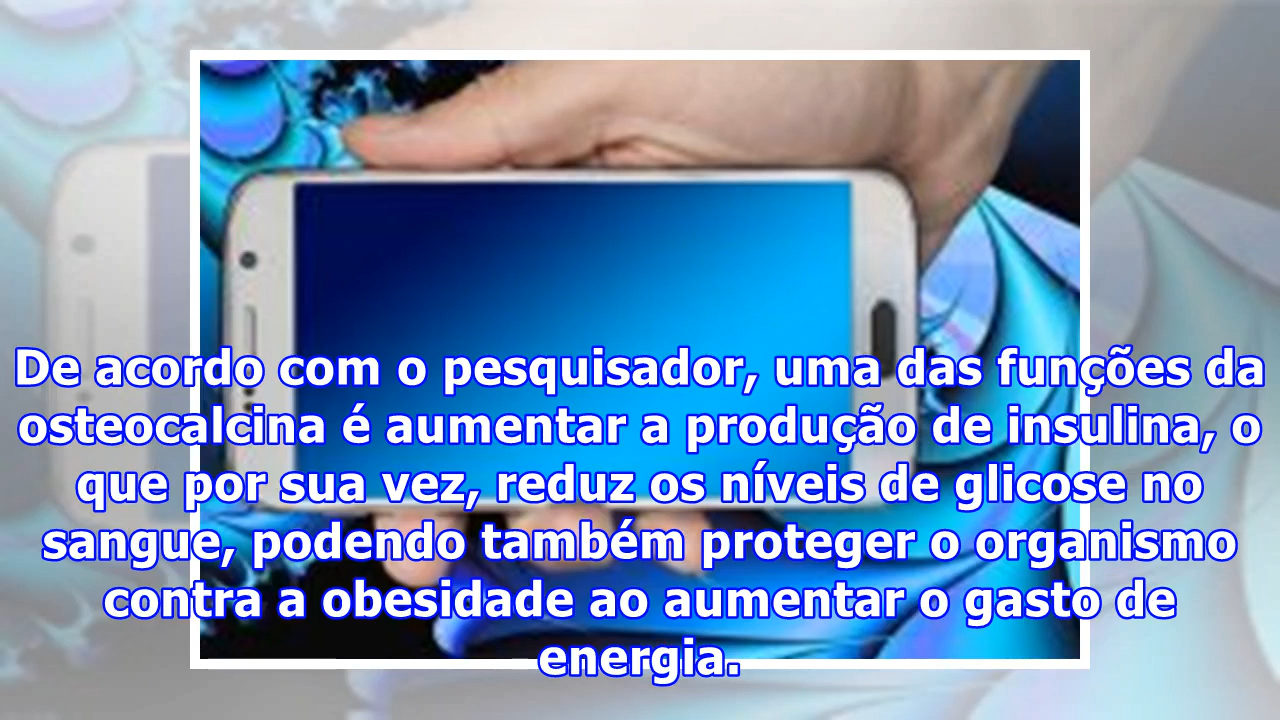 De acordo com o pesquisador, uma das funções da
osteocalcina é aumentar a produção de insulina, o
que por sua vez, reduz os níveis de glicose no
sangue, podendo também proteger o organismo
contra a obesidade ao aumentar o gasto de
energia.